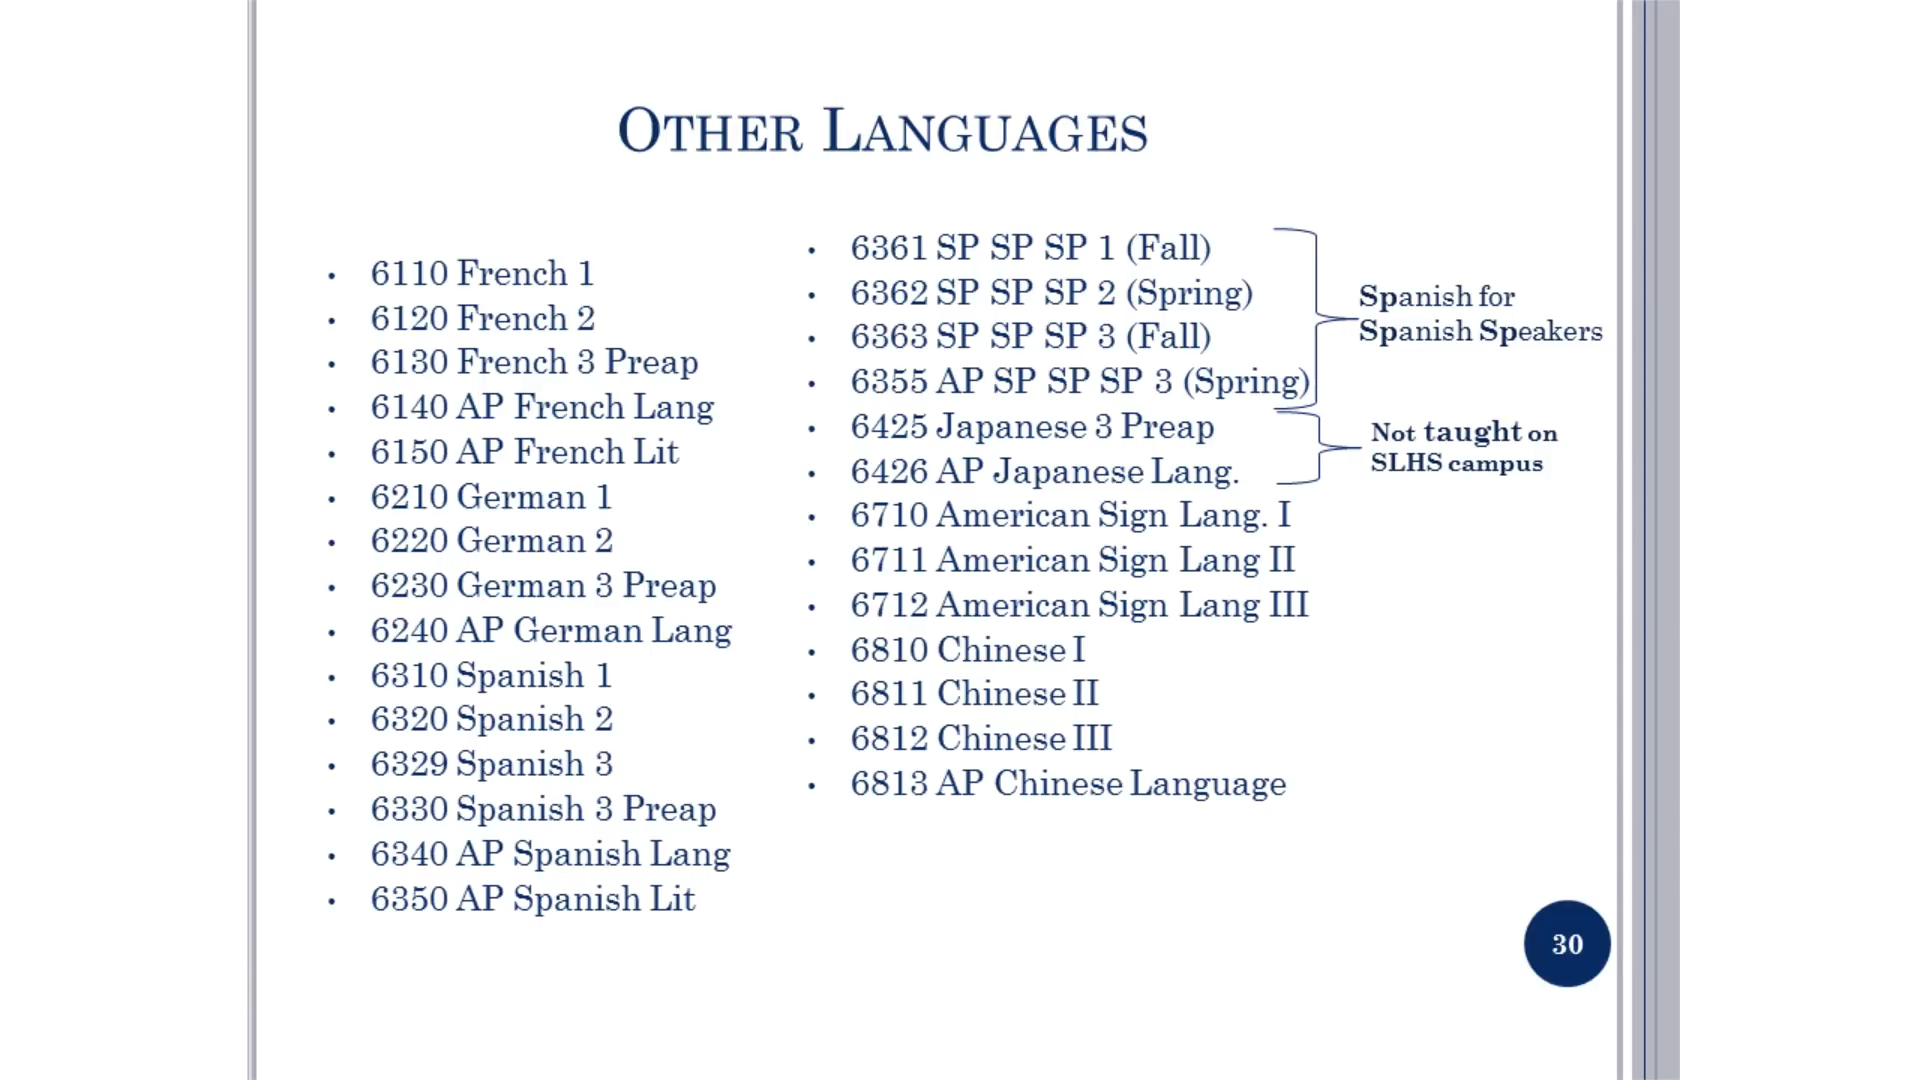 OTHER LANGUAGES
• 6110 French 1
• 6120 French 2
• 6130 French 3 Preap
• 6140 AP French Lang
• 6150 AP French Lit
• 6210 German 1
• 6220 German 2
• 6230 German 3 Preap
• 6240 AP German Lang
• 6310 Spanish 1
• 6320 Spanish 2
• 6329 Spanish 3
• 6330 Spanish 3 Preap
• 6340 AP Spanish Lang
• 6350 AP Spanish Lit
• 6361 SP SP SP 1 (Fall)
• 6362 SP SP SP 2 (Spring)
• 6363 SP SP SP 3 (Fall)
• 6355 AP SP SP SP 3 (Spring)
• 6425 Japanese 3 Preap
• 6426 AP Japanese Lang.
• 6710 American Sign Lang. I
• 6711 American Sign Lang II
• 6712 American Sign Lang III
• 6810 Chinese I
• 6811 Chinese II
• 6812 Chinese III
• 6813 AP Chinese Language
Spanish for
Spanish Speakers
Not taught on
SLHS campus
30